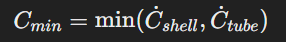 C_{min} = min(Ċ_{shell}, Ċ_{tube})